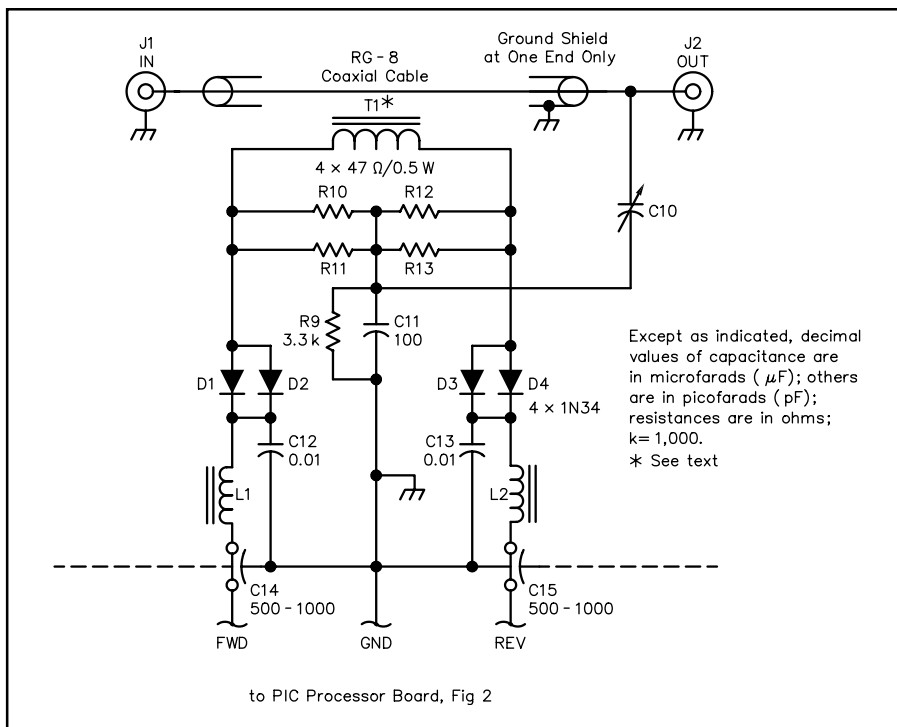 J1
IN
RG-8
Coaxial Cable
T1*
Ground Shield
at One End Only
J2
OUT
4 × 47 Ω/0.5 W
R10
R12
R11
R13
C10
R9
3.3 k
C11
100
Except as indicated, decimal
values of capacitance are
in microfarads (μF); others
are in picofarads (pF);
resistances are in ohms;
k=1,000.
* See text
D1
D2
D3
D4
4 × 1N34
C12
0.01
C13
0.01
L1
L2
C14
500-1000
C15
500-1000
FWD
GND
REV
to PIC Processor Board, Fig 2